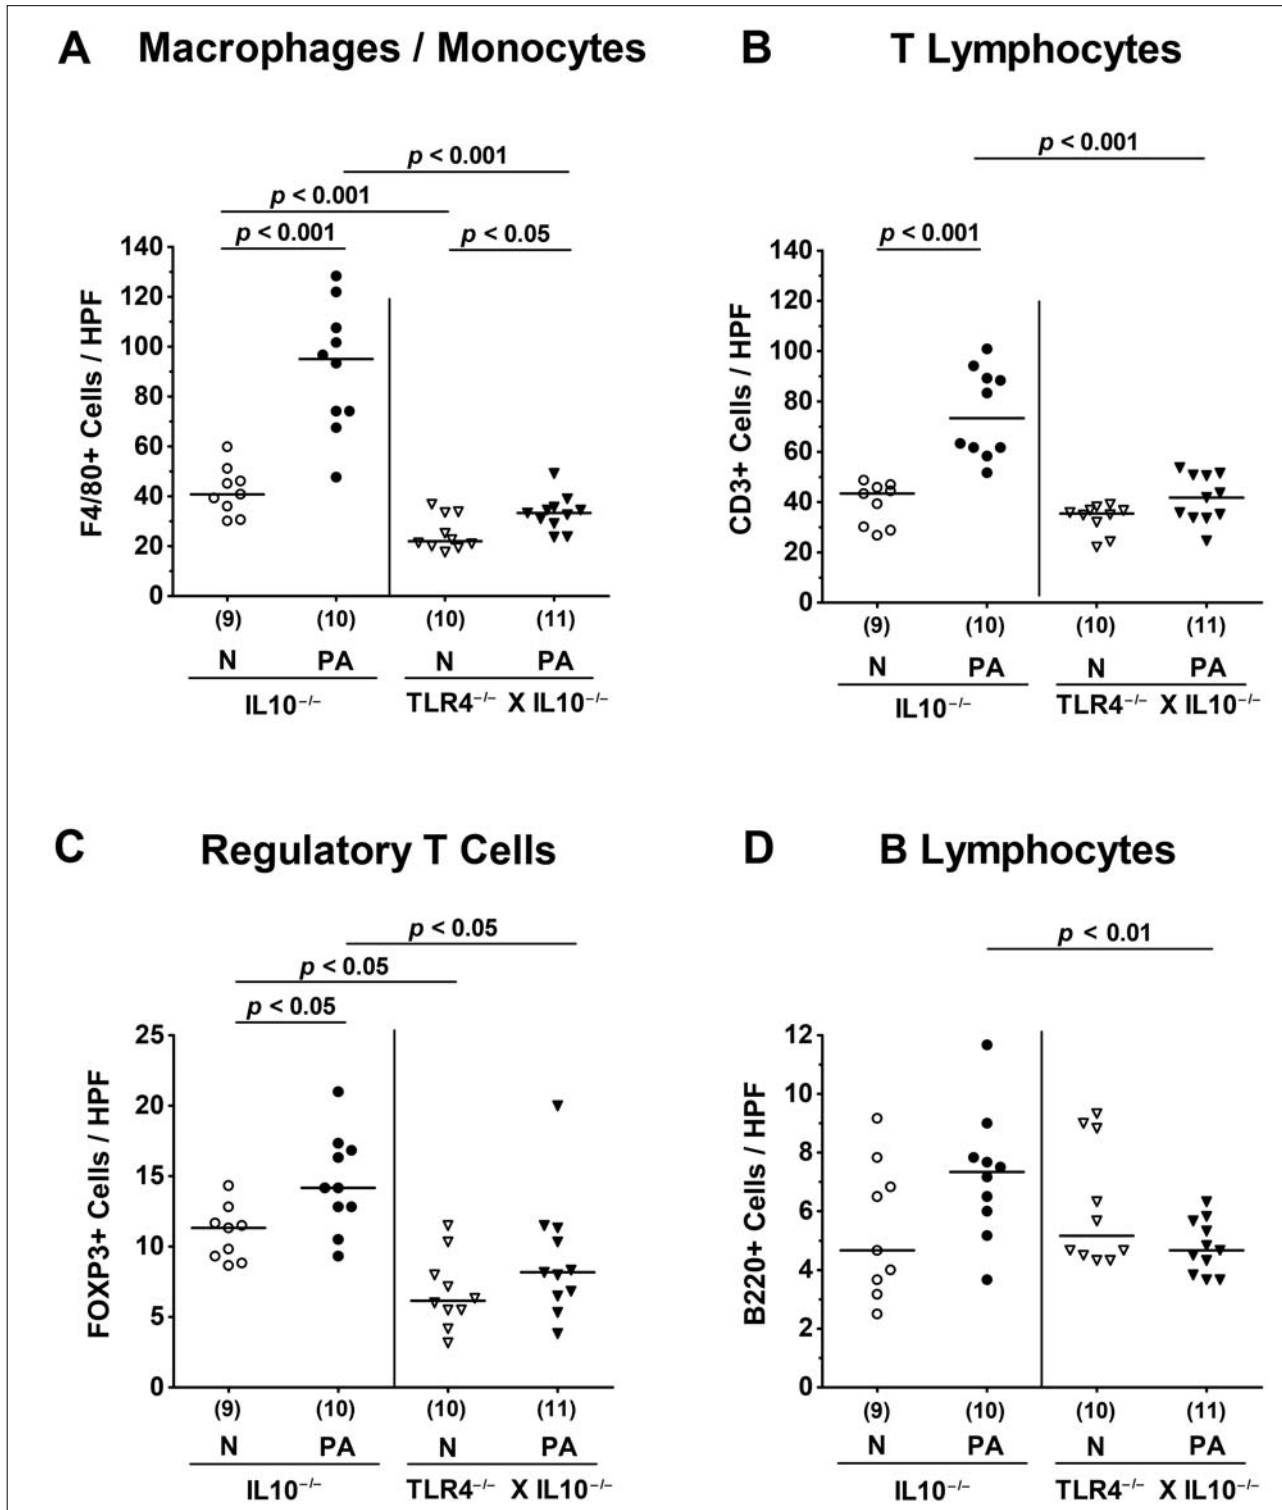 A Macrophages / Monocytes
p < 0.001
p < 0.001
p < 0.001
p < 0.05
F4/80+ Cells / HPF
140
120
100
80
60
40
20
0
(9) (10) (10) (11)
N PA N PA
IL10⁻/⁻ TLR4⁻/⁻ X IL10⁻/⁻
B T Lymphocytes
p < 0.001
p < 0.001
CD3+ Cells / HPF
140
120
100
80
60
40
20
0
(9) (10) (10) (11)
N PA N PA
IL10⁻/⁻ TLR4⁻/⁻ X IL10⁻/⁻
C Regulatory T Cells
p < 0.05
p < 0.05
p < 0.05
FOXP3+ Cells / HPF
25
20
15
10
5
0
(9) (10) (10) (11)
N PA N PA
IL10⁻/⁻ TLR4⁻/⁻ X IL10⁻/⁻
D B Lymphocytes
p < 0.01
B220+ Cells / HPF
12
10
8
6
4
2
0
(9) (10) (10) (11)
N PA N PA
IL10⁻/⁻ TLR4⁻/⁻ X IL10⁻/⁻